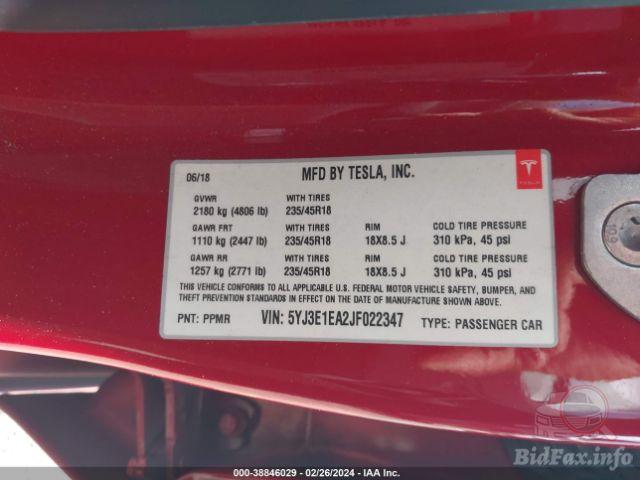 06/18 MFD BY TESLA, INC.
GVWR WITH TIRES
2180 kg (4806 lb) 235/45R18
GAWR FRT WITH TIRES RIM COLD TIRE PRESSURE
1110 kg (2447 lb) 235/45R18 18X8.5 J 310 kPa, 45 psi
GAWR RR WITH TIRES RIM COLD TIRE PRESSURE
1257 kg (2771 lb) 235/45R18 18X8.5 J 310 kPa, 45 psi
THIS VEHICLE CONFORMS TO ALL APPLICABLE U.S. FEDERAL MOTOR VEHICLE SAFETY, BUMPER, AND
THEFT PREVENTION STANDARDS IN EFFECT ON THE DATE OF MANUFACTURE SHOWN ABOVE.
PNT: PPMR VIN: 5YJ3E1EA2JF022347 TYPE: PASSENGER CAR
BidFax.info
000-38846029 - 02/26/2024 - IAA Inc.